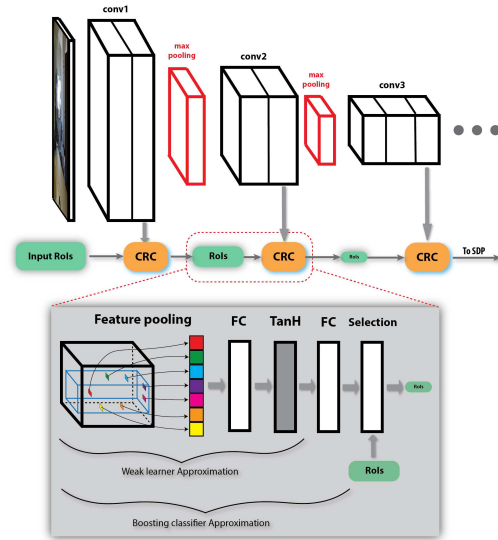 conv1
max
pooling
conv2
max
pooling
conv3
Input RoIs
CRC
RoIs
CRC
RoIs
CRC
To SDP
Feature pooling
FC
TanH
FC
Selection
RoIs
Weak learner Approximation
RoIs
Boosting classifier Approximation